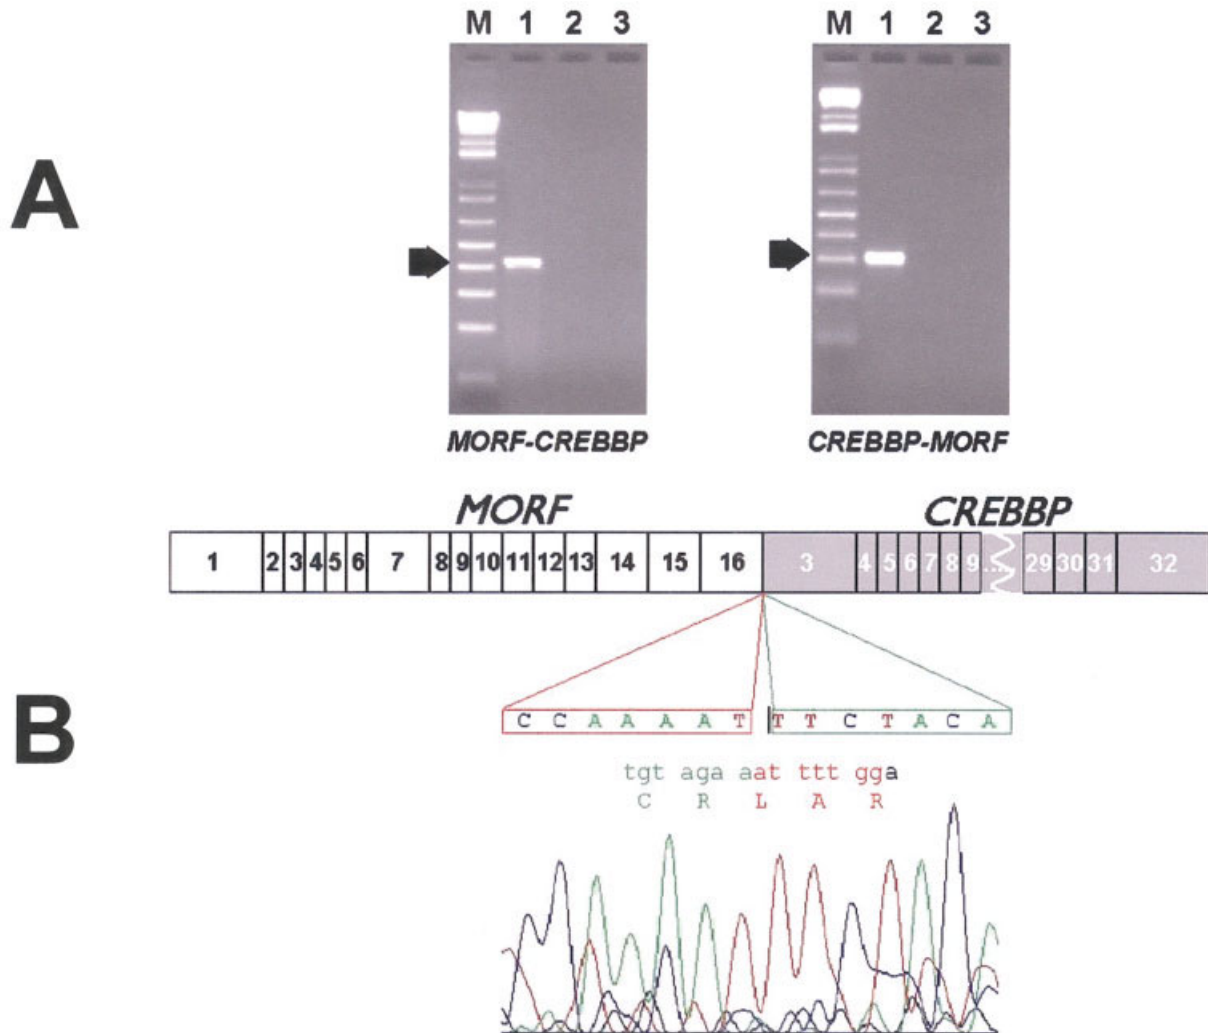 M 1 2 3 M 1 2 3
A
MORF-CREBBP CREBBP-MORF
MORF CREBBP
1 2 3 4 5 6 7 8 9 10 11 12 13 14 15 16 3 4 5 6 7 8 9 ... 29 30 31 32
B
C C A A A A T T T C T A C A
tgt aga aat ttt gga
C R L A R